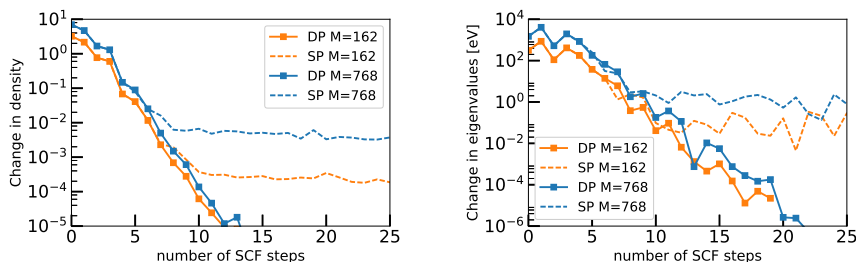 10^1
10^0
10^-1
10^-2
10^-3
10^-4
10^-5
Change in density
0 5 10 15 20 25
number of SCF steps
DP M=162
SP M=162
DP M=768
SP M=768
10^4
10^2
10^0
10^-2
10^-4
10^-6
Change in eigenvalues [eV]
0 5 10 15 20 25
number of SCF steps
DP M=162
SP M=162
DP M=768
SP M=768